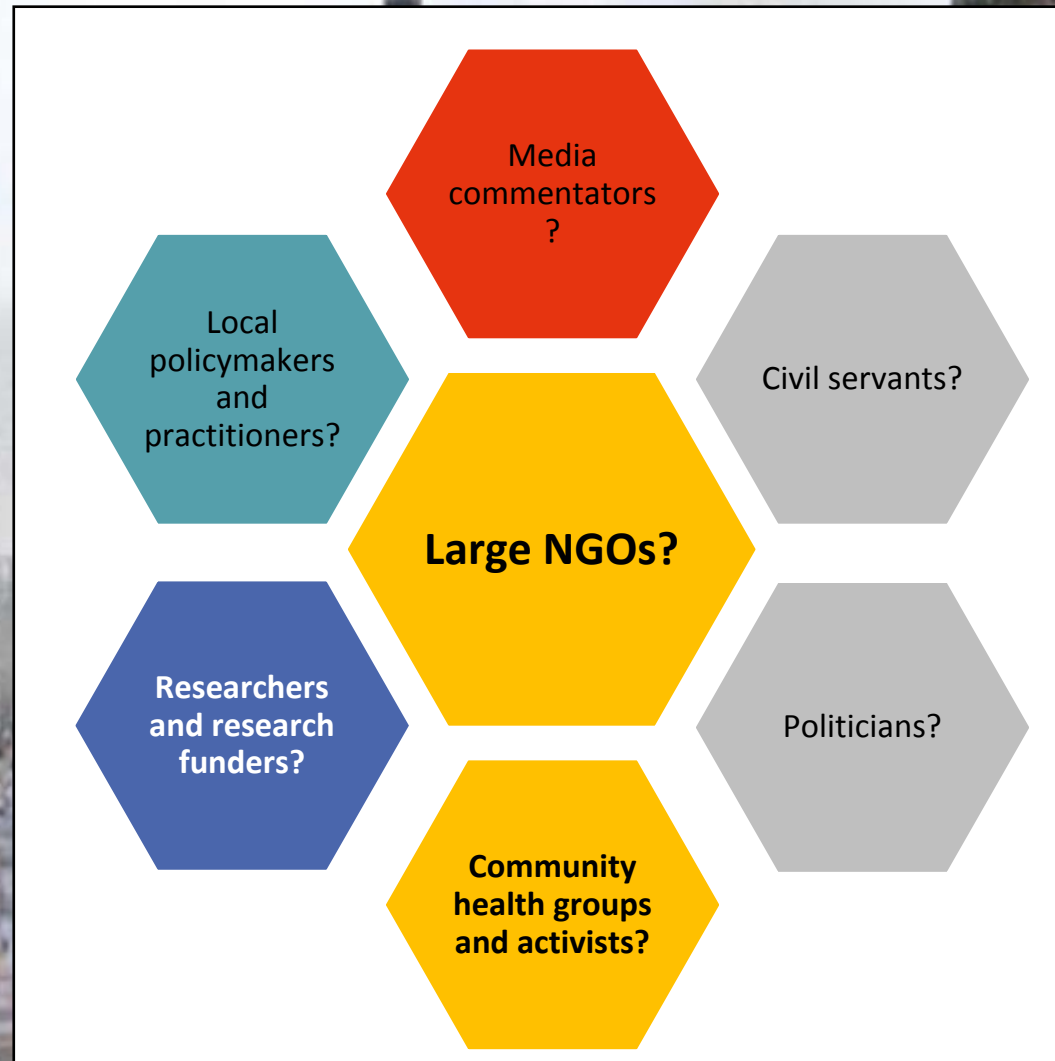 Media
commentators
?
Local
policymakers
and
practitioners?
Civil servants?
Large NGOs?
Researchers
and research
funders?
Politicians?
Community
health groups
and activists?